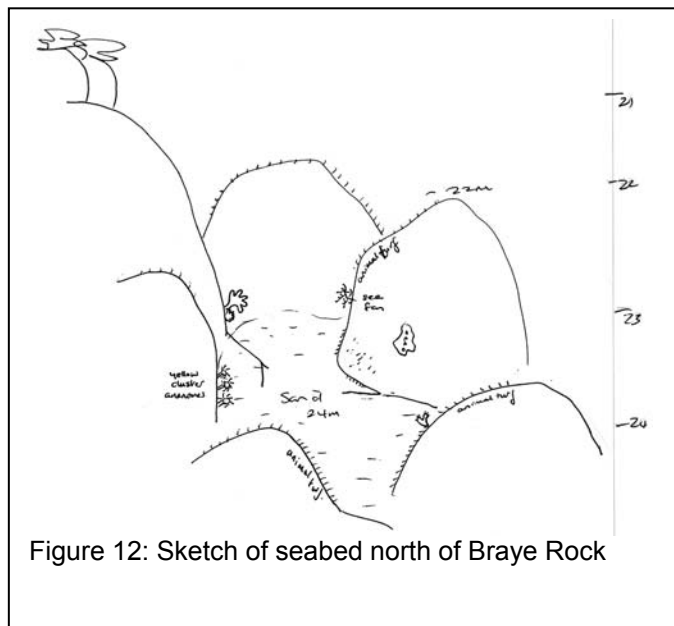 21
22
~ 22m
animal turf
sea
fan
23
yellow
cluster
anemones
Sand
24m
animal turf
24
animal turf
Figure 12: Sketch of seabed north of Braye Rock